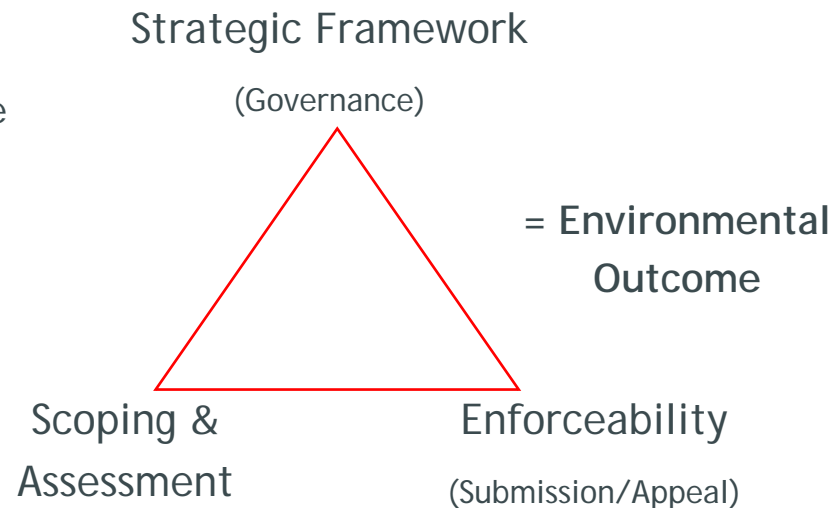 Strategic Framework
(Governance)
= Environmental
Outcome
Scoping &
Assessment
Enforceability
(Submission/Appeal)